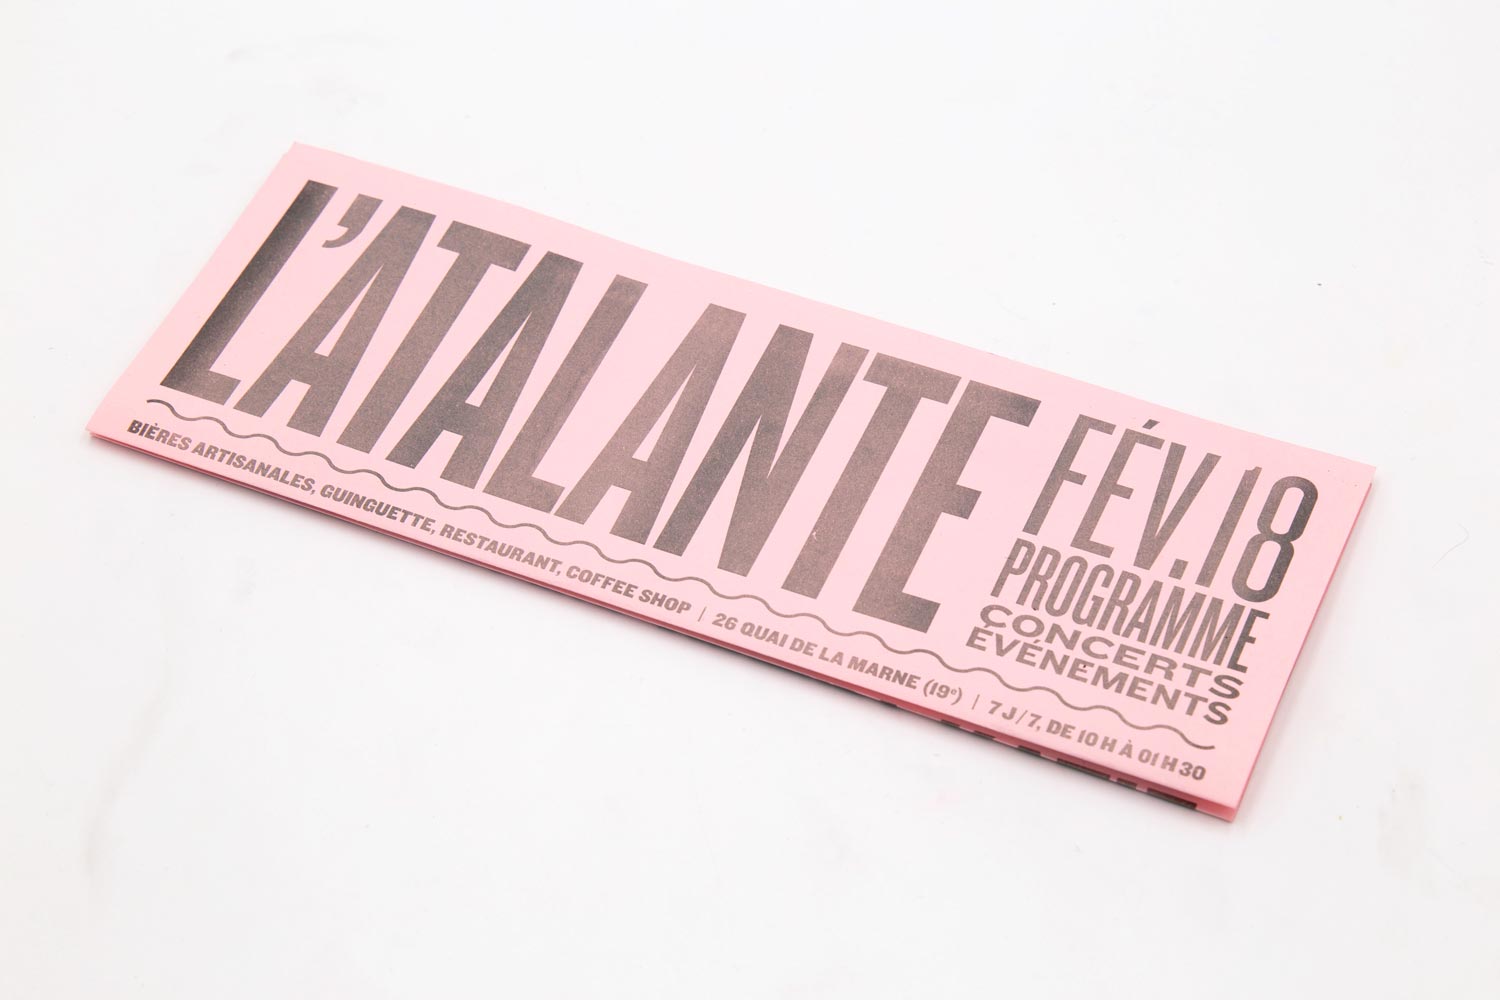 L'ATALANTE
FÉV.18
PROGRAMME
CONCERTS
ÉVÉNEMENTS
BIÈRES ARTISANALES, GUINGUETTE, RESTAURANT, COFFEE SHOP | 26 QUAI DE LA MARNE (19e) | 7J/7, DE 10 H À 01 H 30